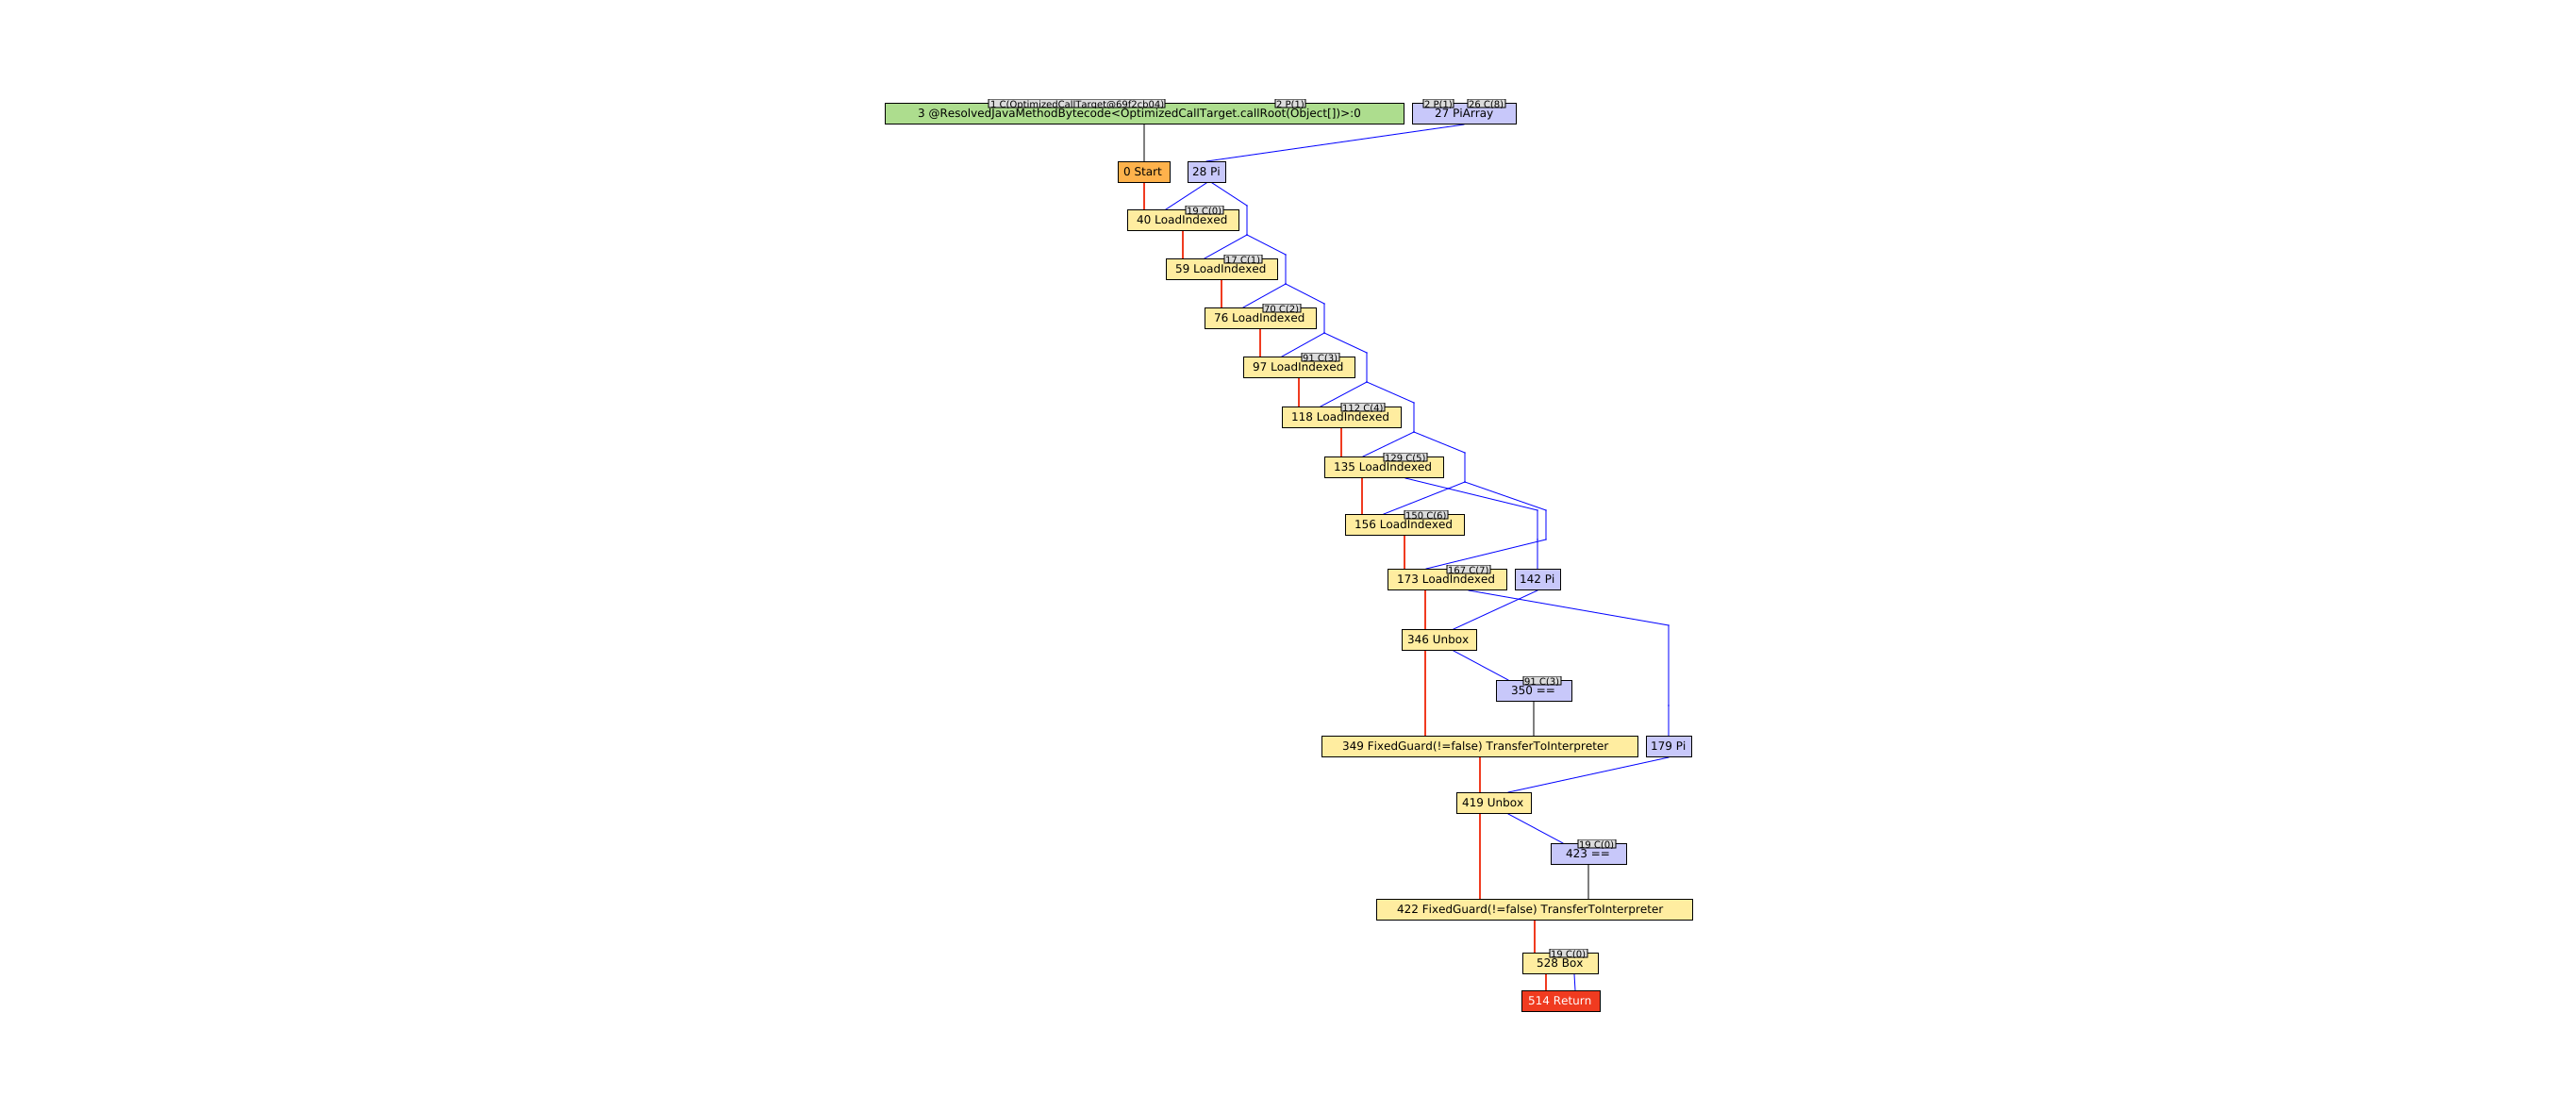 1 C(OptimizedCallTarget@69f2cb04)
2 P(1)
3 @ResolvedJavaMethodBytecode<OptimizedCallTarget.callRoot(Object[])>:0
2 P(1)
26 C(8)
27 PiArray
0 Start
28 Pi
19 C(0)
40 LoadIndexed
17 C(1)
59 LoadIndexed
70 C(2)
76 LoadIndexed
91 C(3)
97 LoadIndexed
112 C(4)
118 LoadIndexed
129 C(5)
135 LoadIndexed
150 C(6)
156 LoadIndexed
167 C(7)
173 LoadIndexed
142 Pi
346 Unbox
91 C(3)
350 ==
349 FixedGuard(!=false) TransferToInterpreter
179 Pi
419 Unbox
19 C(0)
423 ==
422 FixedGuard(!=false) TransferToInterpreter
19 C(0)
528 Box
514 Return